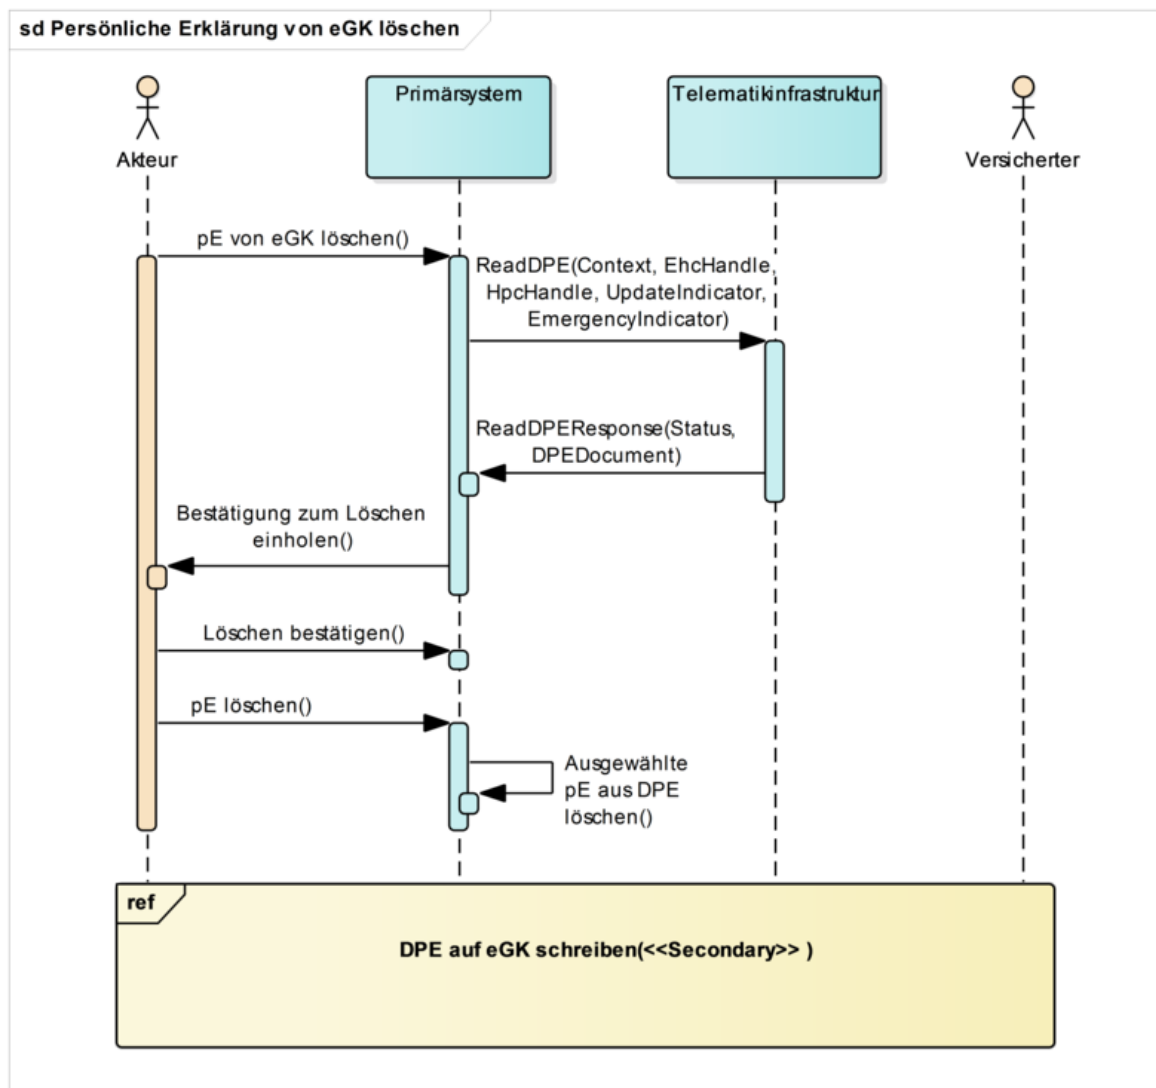 sd Persönliche Erklärung von eGK löschen
Akteur
Primärsystem
Telematikinfrastruktur
Versicherter
pE von eGK löschen()
ReadDPE(Context, EhcHandle,
HpcHandle, UpdateIndicator,
EmergencyIndicator)
ReadDPEResponse(Status,
DPEDocument)
Bestätigung zum Löschen
einholen()
Löschen bestätigen()
pE löschen()
Ausgewählte
pE aus DPE
löschen()
ref
DPE auf eGK schreiben(<<Secondary>> )